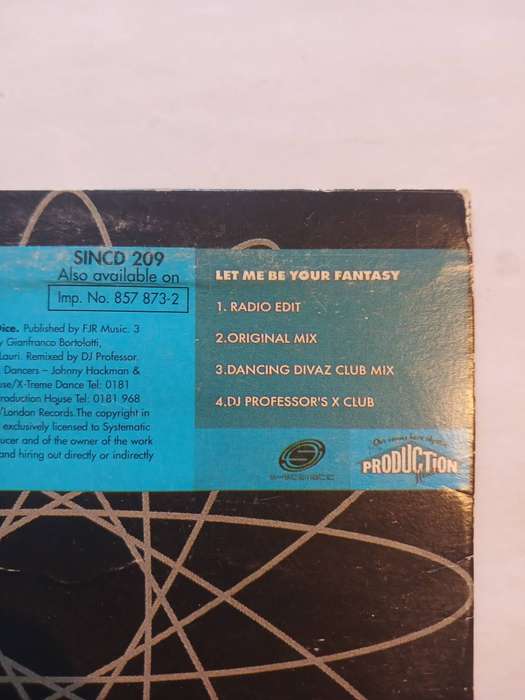 SINCD 209
Also available on
Imp. No. 857 873-2
Dice. Published by FJR Music. 3
y Gianfranco Bortolotti,
Lauri. Remixed by DJ Professor.
Dancers – Johnny Hackman &
use/X-Treme Dance Tel: 0181
roduction House Tel: 0181 968
/London Records.The copyright in
exclusively licensed to Systematic
ucer and of the owner of the work
and hiring out directly or indirectly
LET ME BE YOUR FANTASY
1. RADIO EDIT
2.ORIGINAL MIX
3.DANCING DIVAZ CLUB MIX
4.DJ PROFESSOR'S X CLUB
PRODUCTION